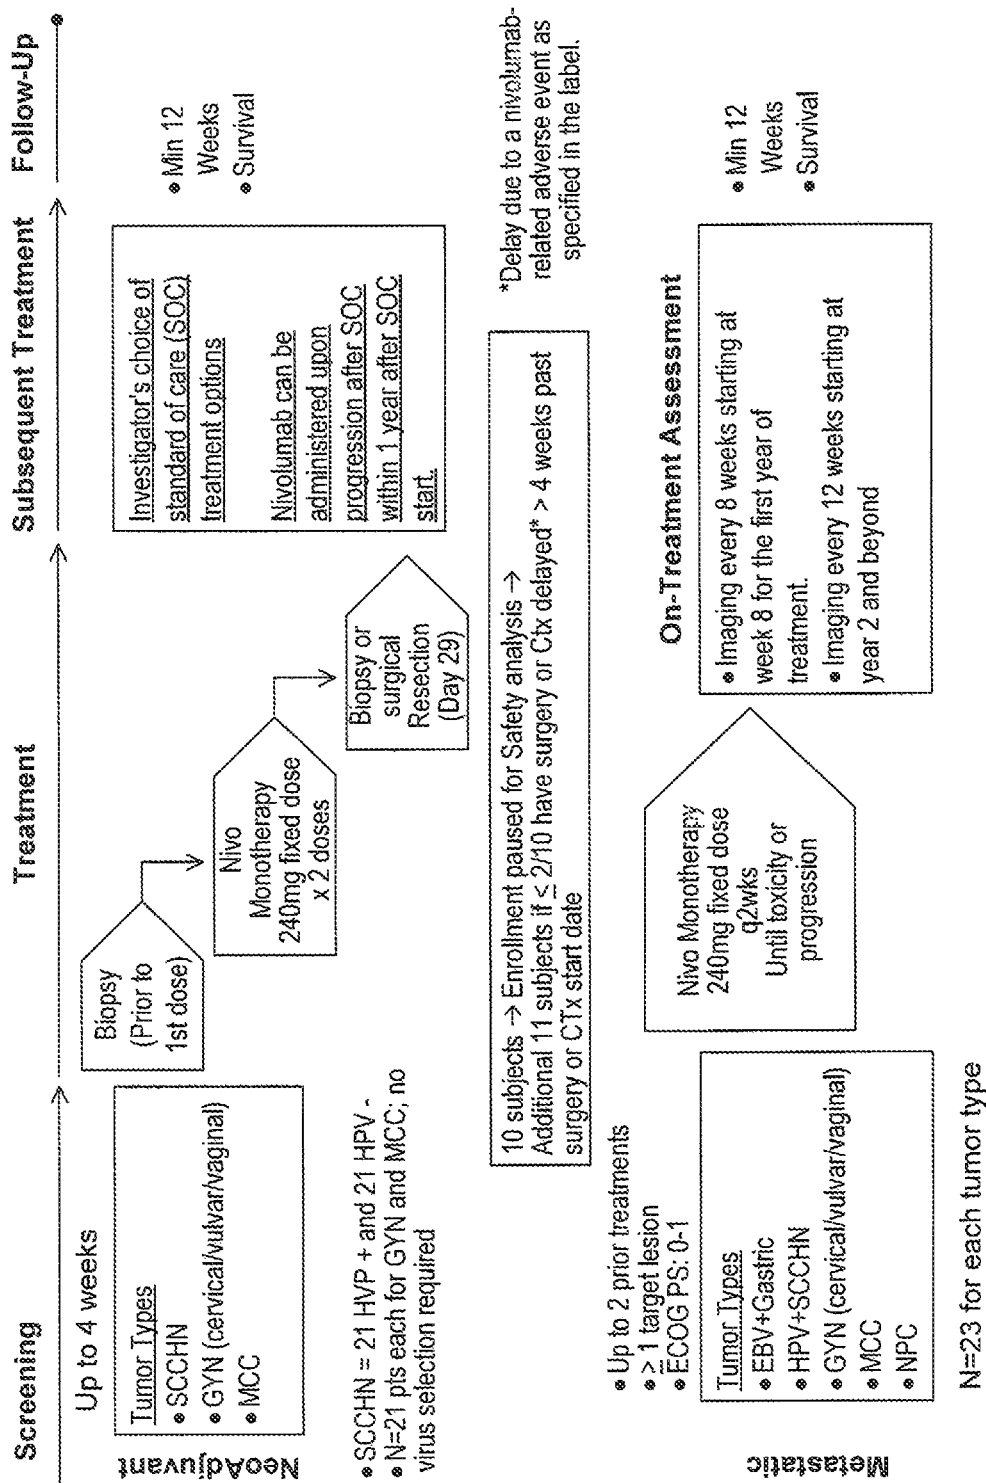 Screening
Treatment
Subsequent Treatment
Follow-Up
NeoAdjuvant
Up to 4 weeks
Tumor Types
• SCCHN
• GYN (cervical/vulvar/vaginal)
• MCC
• SCCHN = 21 HVP + and 21 HPV -
• N=21 pts each for GYN and MCC; no
virus selection required
Biopsy
(Prior to
1st dose)
Nivo
Monotherapy
240mg fixed dose
x 2 doses
Biopsy or
surgical
Resection
(Day 29)
Investigator's choice of
standard of care (SOC)
treatment options
Nivolumab can be
administered upon
progression after SOC
within 1 year after SOC
start.
• Min 12
Weeks
• Survival
10 subjects → Enrollment paused for Safety analysis →
Additional 11 subjects if ≤ 2/10 have surgery or Ctx delayed* > 4 weeks past
surgery or CTx start date
*Delay due to a nivolumab-
related adverse event as
specified in the label.
Metastatic
• Up to 2 prior treatments
• ≥ 1 target lesion
• ECOG PS: 0-1
Tumor Types
• EBV+Gastric
• HPV+SCCHN
• GYN (cervical/vulvar/vaginal)
• MCC
• NPC
N=23 for each tumor type
Nivo Monotherapy
240mg fixed dose
q2wks
Until toxicity or
progression
On-Treatment Assessment
• Imaging every 8 weeks starting at
week 8 for the first year of
treatment.
• Imaging every 12 weeks starting at
year 2 and beyond
• Min 12
Weeks
• Survival